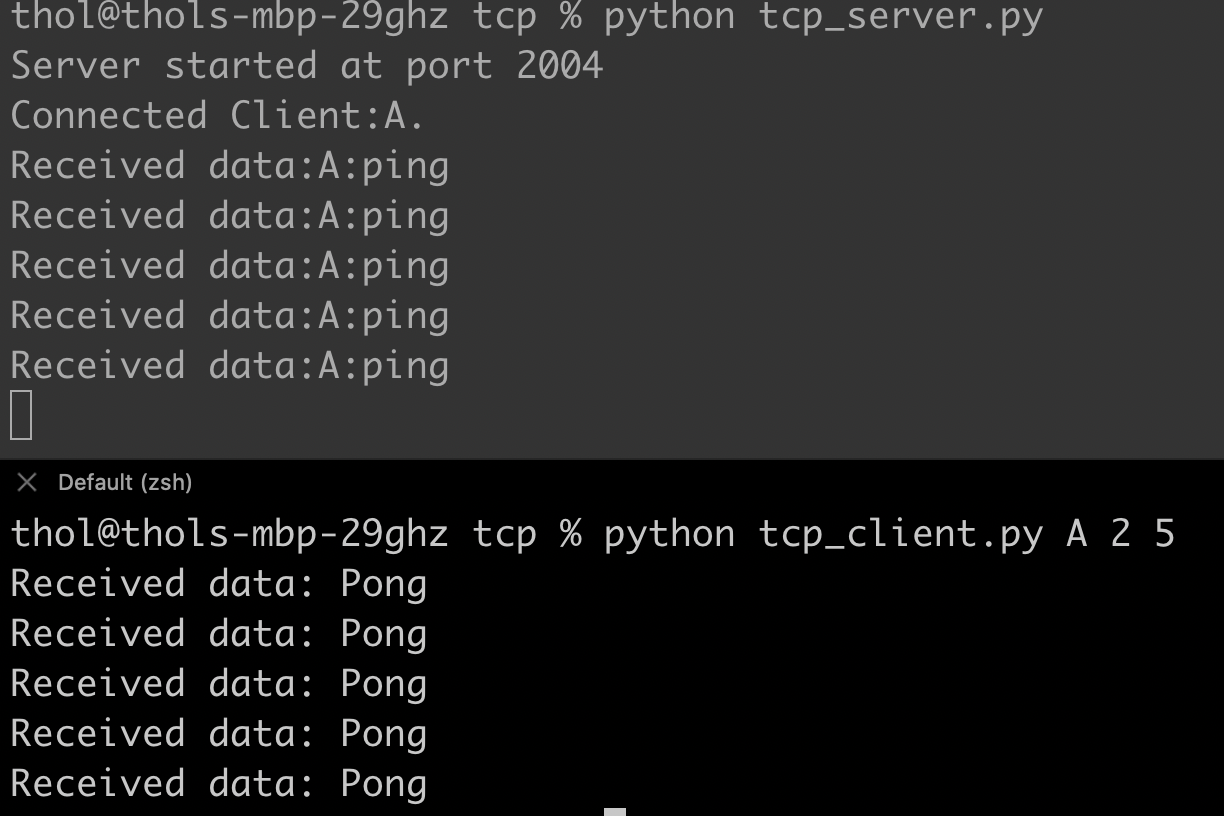 thol@thols-mbp-29ghz tcp % python tcp_server.py
Server started at port 2004
Connected Client:A.
Received data:A:ping
Received data:A:ping
Received data:A:ping
Received data:A:ping
Received data:A:ping
Default (zsh)
thol@thols-mbp-29ghz tcp % python tcp_client.py A 2 5
Received data: Pong
Received data: Pong
Received data: Pong
Received data: Pong
Received data: Pong